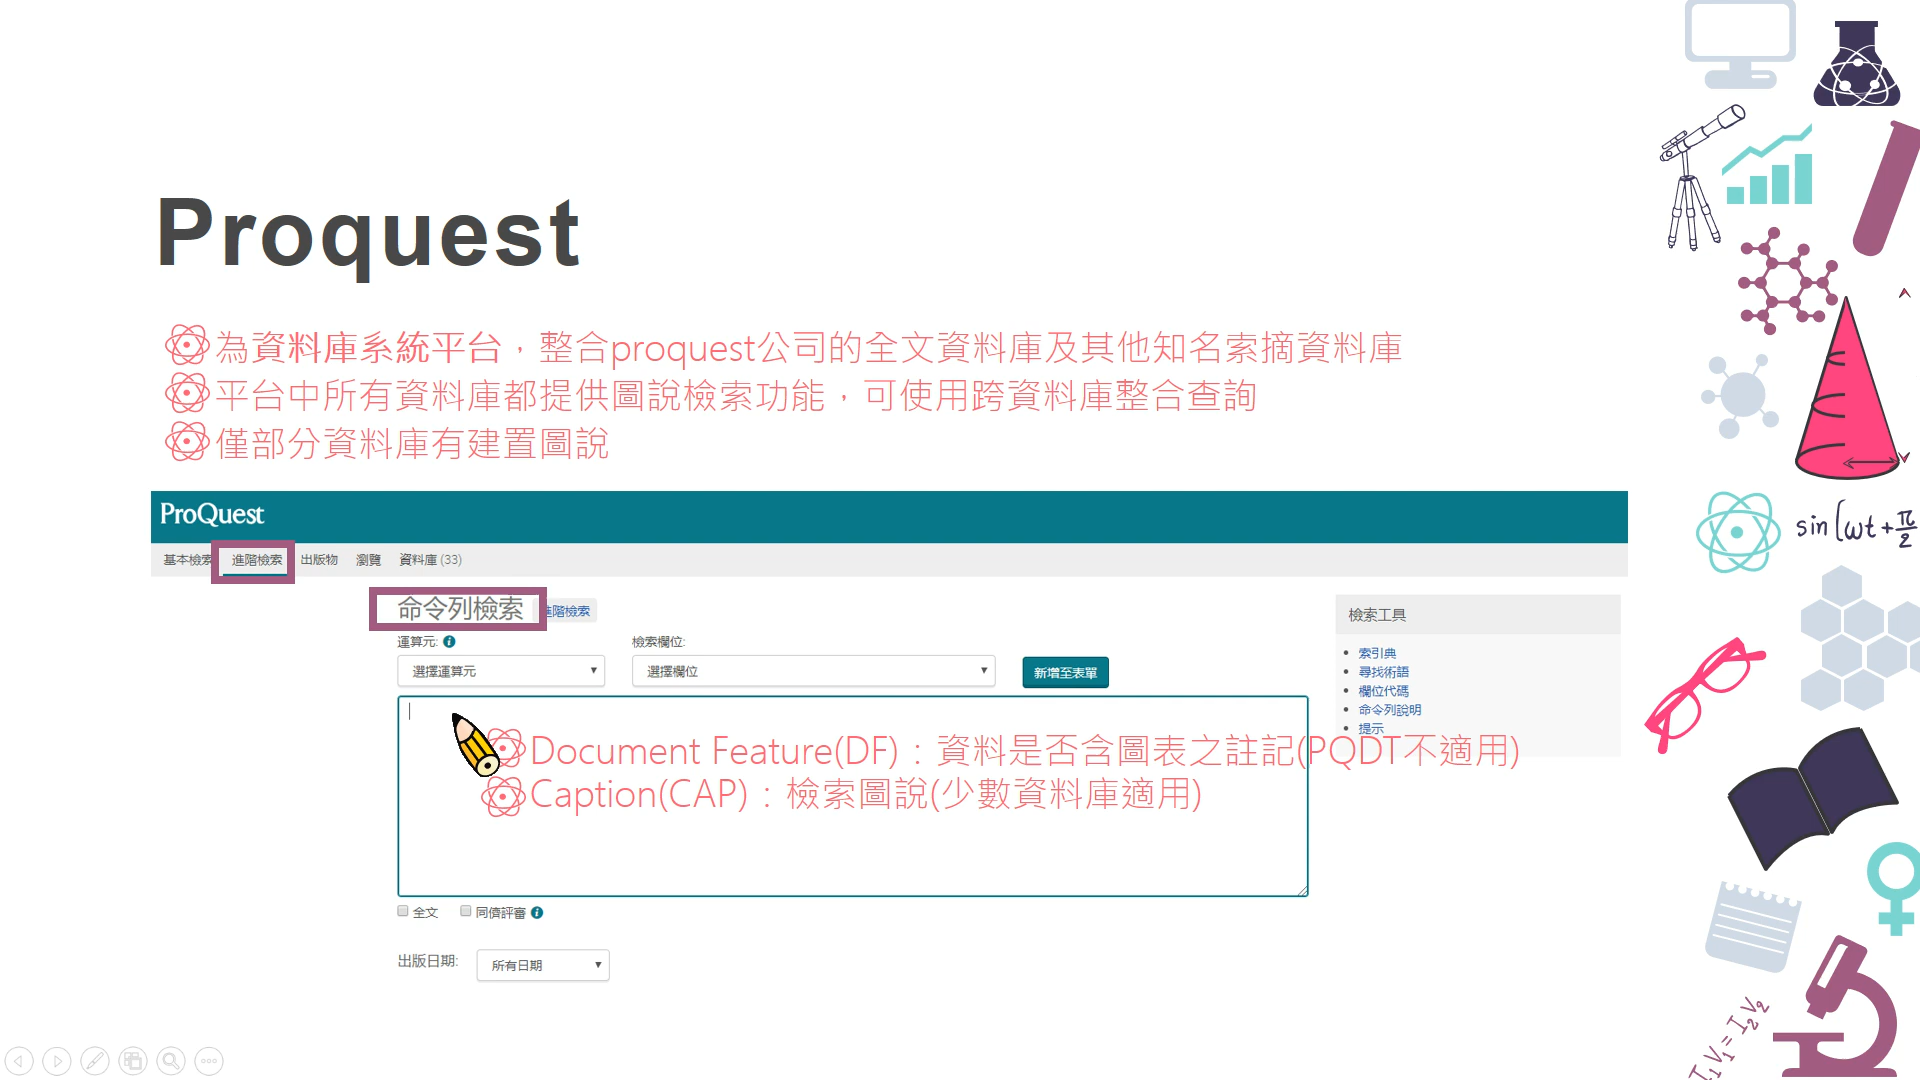 Proquest
為資料庫系統平台，整合proquest公司的全文資料庫及其他知名索摘資料庫
平台中所有資料庫都提供圖說檢索功能，可使用跨資料庫整合查詢
僅部分資料庫有建置圖說
ProQuest
基本檢索 進階檢索 出版物 瀏覽 資料庫 (33)
命令列檢索 進階檢索
運算元: 檢索欄位:
選擇運算元 選擇欄位 新增至表單
檢索工具
索引典
尋找術語
欄位代碼
命令列說明
提示
Document Feature(DF)：資料是否含圖表之註記(PQDT不適用)
Caption(CAP)：檢索圖說(少數資料庫適用)
全文 同儕評審
出版日期: 所有日期
sin(ωt+π/2
I₁V₁=I₂V₂